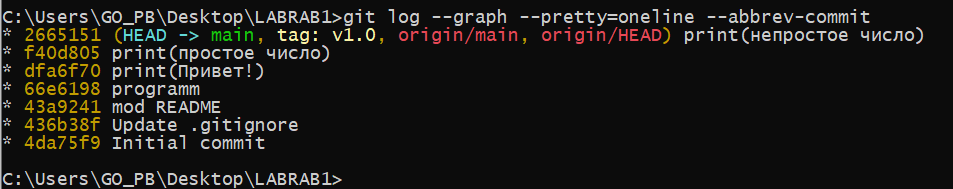 C:\Users\GO_PB\Desktop\LABRAB1>git log --graph --pretty=oneline --abbrev-commit
* 2665151 (HEAD -> main, tag: v1.0, origin/main, origin/HEAD) print(непростое число)
* f40d805 print(простое число)
* dfa6f70 print(Привет!)
* 66e6198 programm
* 43a9241 mod README
* 436b38f Update .gitignore
* 4da75f9 Initial commit
C:\Users\GO_PB\Desktop\LABRAB1>